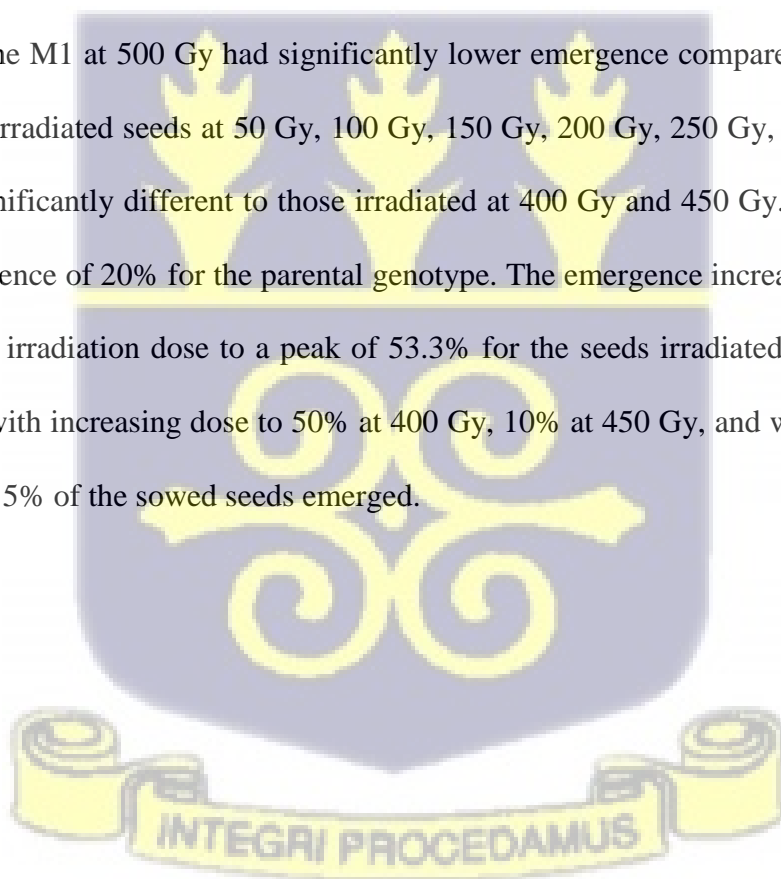 ne M1 at 500 Gy had significantly lower emergence compare
rradiated seeds at 50 Gy, 100 Gy, 150 Gy, 200 Gy, 250 Gy,
nificantly different to those irradiated at 400 Gy and 450 Gy.
ence of 20% for the parental genotype. The emergence increa
irradiation dose to a peak of 53.3% for the seeds irradiated
with increasing dose to 50% at 400 Gy, 10% at 450 Gy, and w
5% of the sowed seeds emerged.
INTEGRI PROCEDAMUS